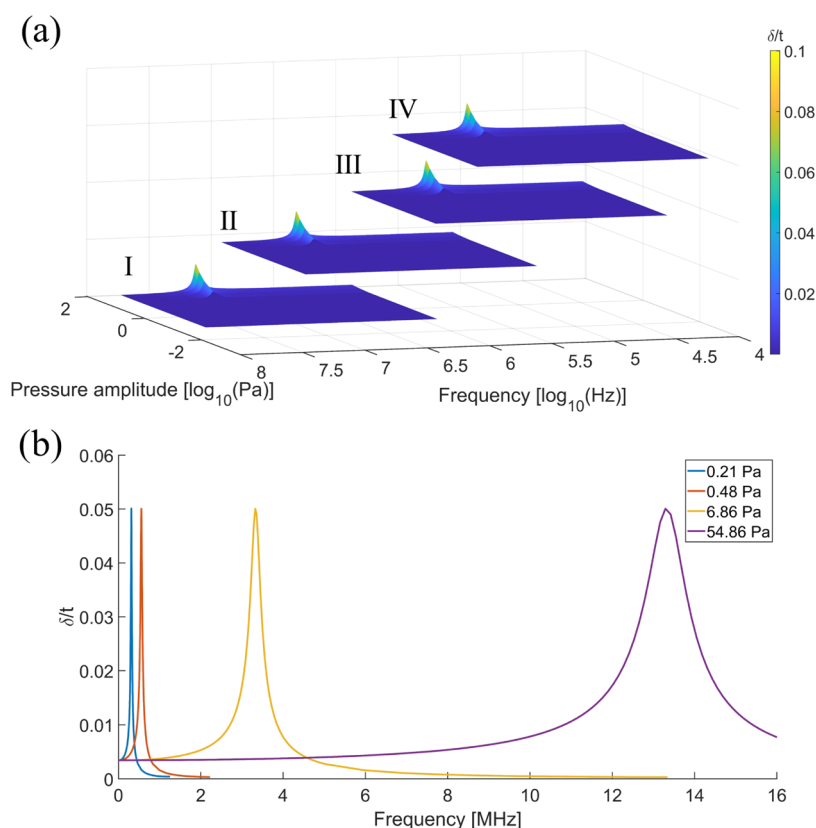 (a)
δ/t
0.1
0.08
0.06
0.04
0.02
IV
III
II
I
2
0
-2
8
7.5
7
6.5
6
5.5
5
4.5
4
Pressure amplitude [log10(Pa)]
Frequency [log10(Hz)]
(b)
0.06
0.05
0.04
0.03
0.02
0.01
0
δ/t
0.21 Pa
0.48 Pa
6.86 Pa
54.86 Pa
0 2 4 6 8 10 12 14 16
Frequency [MHz]